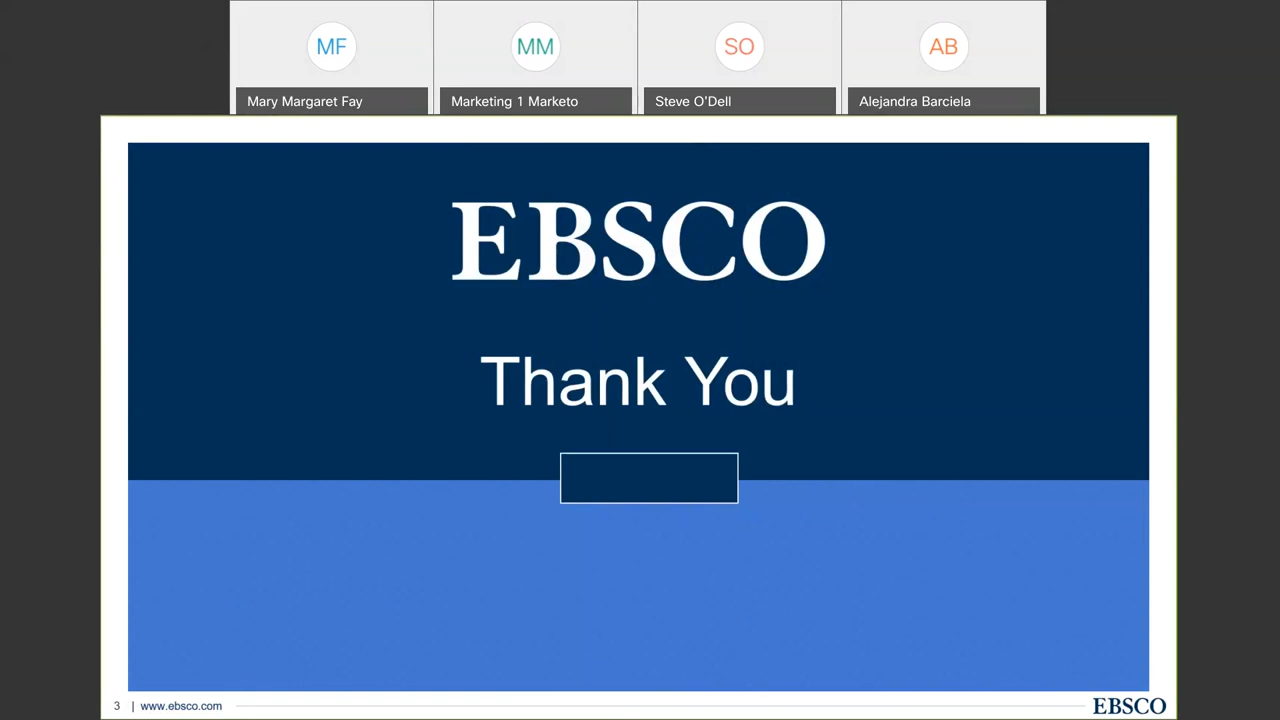 MF
MM
SO
AB
Mary Margaret Fay
Marketing 1 Marketo
Steve O'Dell
Alejandra Barciela
EBSCO
Thank You
3 | www.ebsco.com
EBSCO